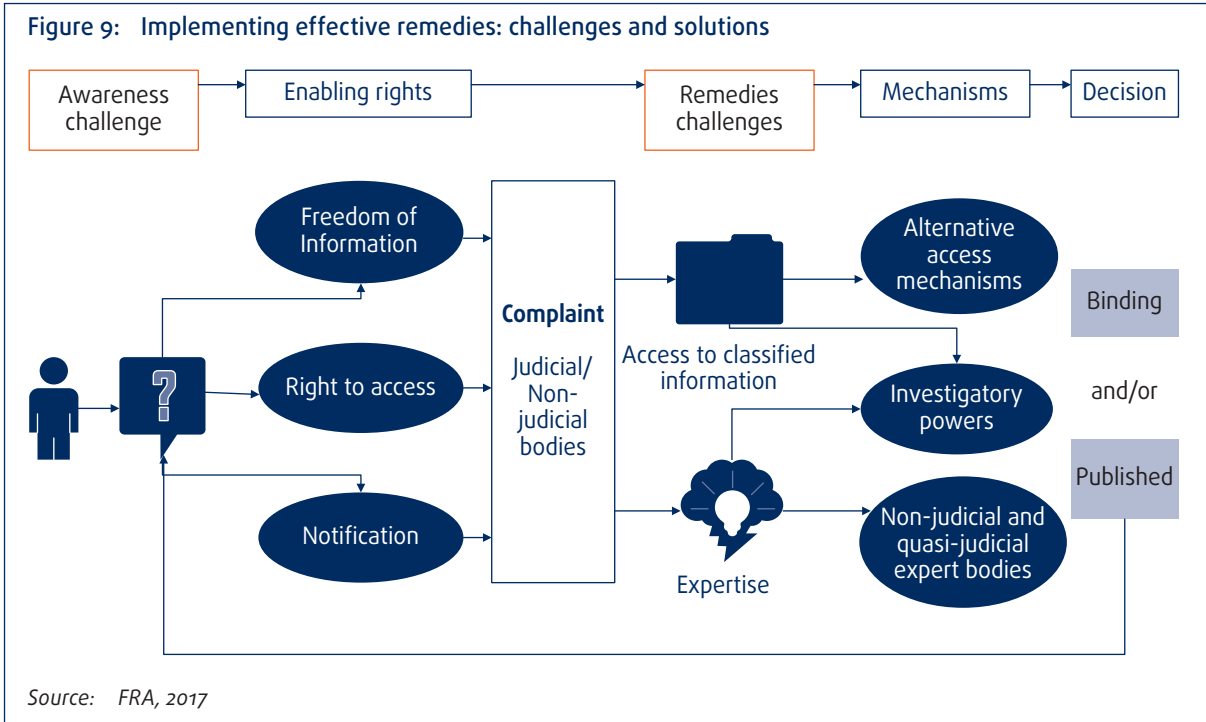 Figure 9: Implementing effective remedies: challenges and solutions
Awareness
challenge
Enabling rights
Remedies
challenges
Mechanisms
Decision
Freedom of
Information
Right to access
Notification
?
Complaint
Judicial/
Non-
judicial
bodies
Access to classified
information
Expertise
Alternative
access
mechanisms
Investigatory
powers
Non-judicial and
quasi-judicial
expert bodies
Binding
and/or
Published
Source: FRA, 2017